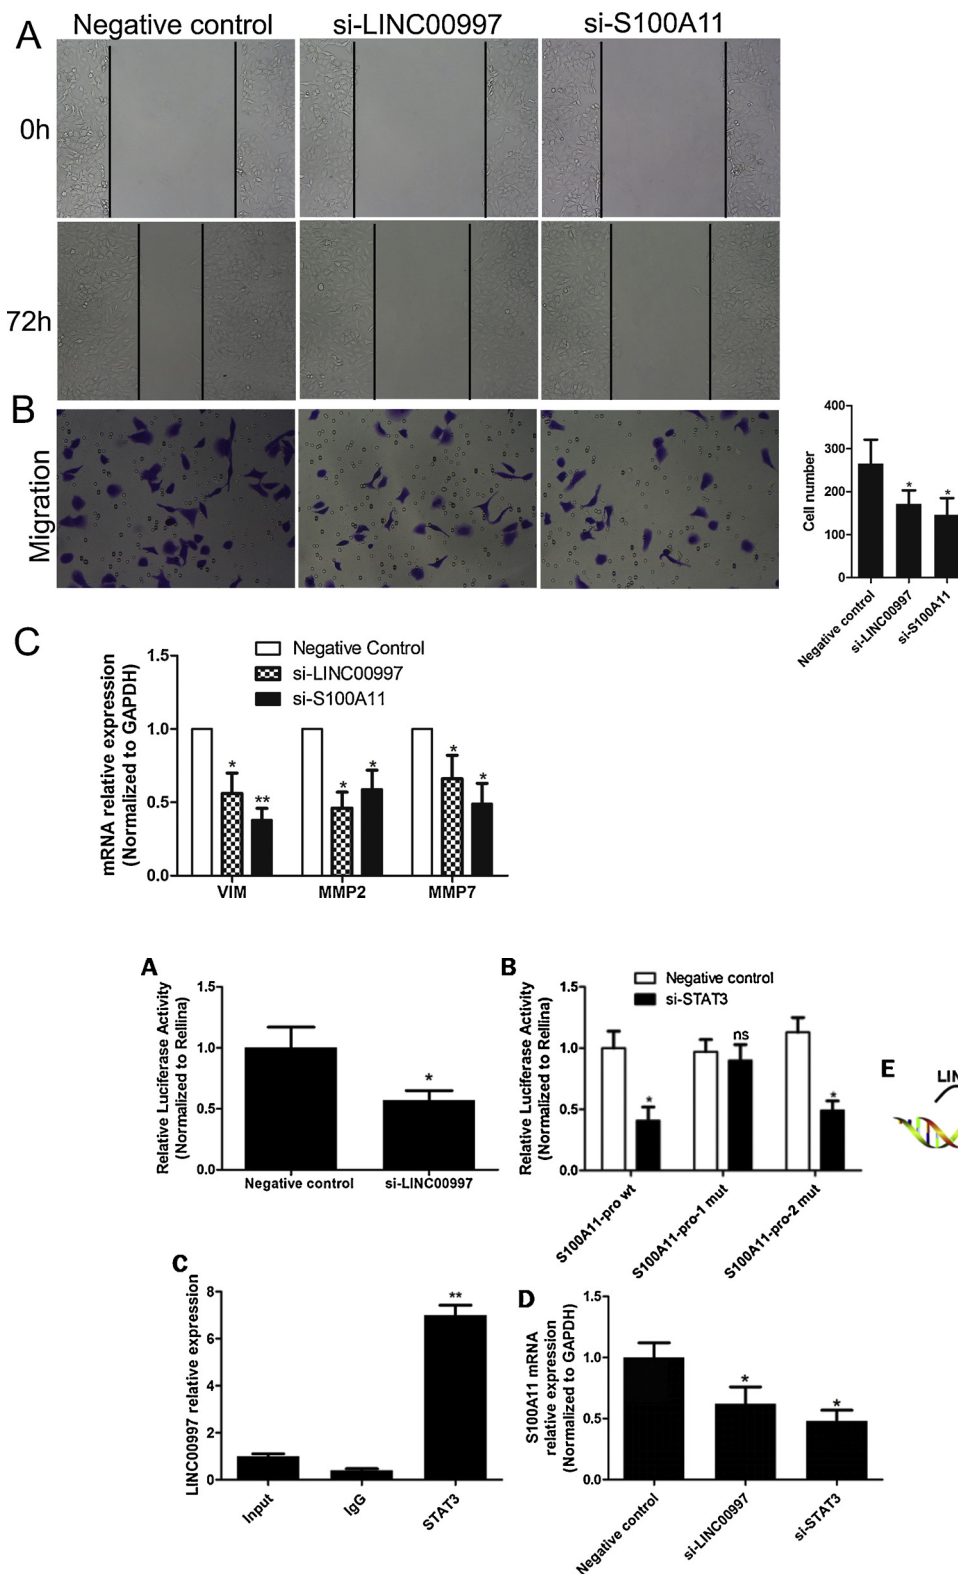 A
Negative control
si-LINC00997
si-S100A11
0h
72h
B
Migration
Cell number
400
300
200
100
0
*
*
Negative control
si-LINC00997
si-S100A11
C
Negative Control
si-LINC00997
si-S100A11
mRNA relative expression
(Normalized to GAPDH)
1.5
1.0
0.5
0.0
*
**
*
*
*
*
VIM
MMP2
MMP7
A
Relative Luciferase Activity
(Normalized to Rellina)
1.5
1.0
0.5
0.0
*
Negative control
si-LINC00997
B
Negative control
si-STAT3
Relative Luciferase Activity
(Normalized to Rellina)
1.5
1.0
0.5
0.0
*
ns
*
S100A11-pro wt
S100A11-pro-1 mut
S100A11-pro-2 mut
E
LIN
C
LINC00997 relative expression
8
6
4
2
0
**
Input
IgG
STAT3
D
S100A11 mRNA
relative expression
(Normalized to GAPDH)
1.5
1.0
0.5
0.0
*
*
Negative control
si-LINC00997
si-STAT3